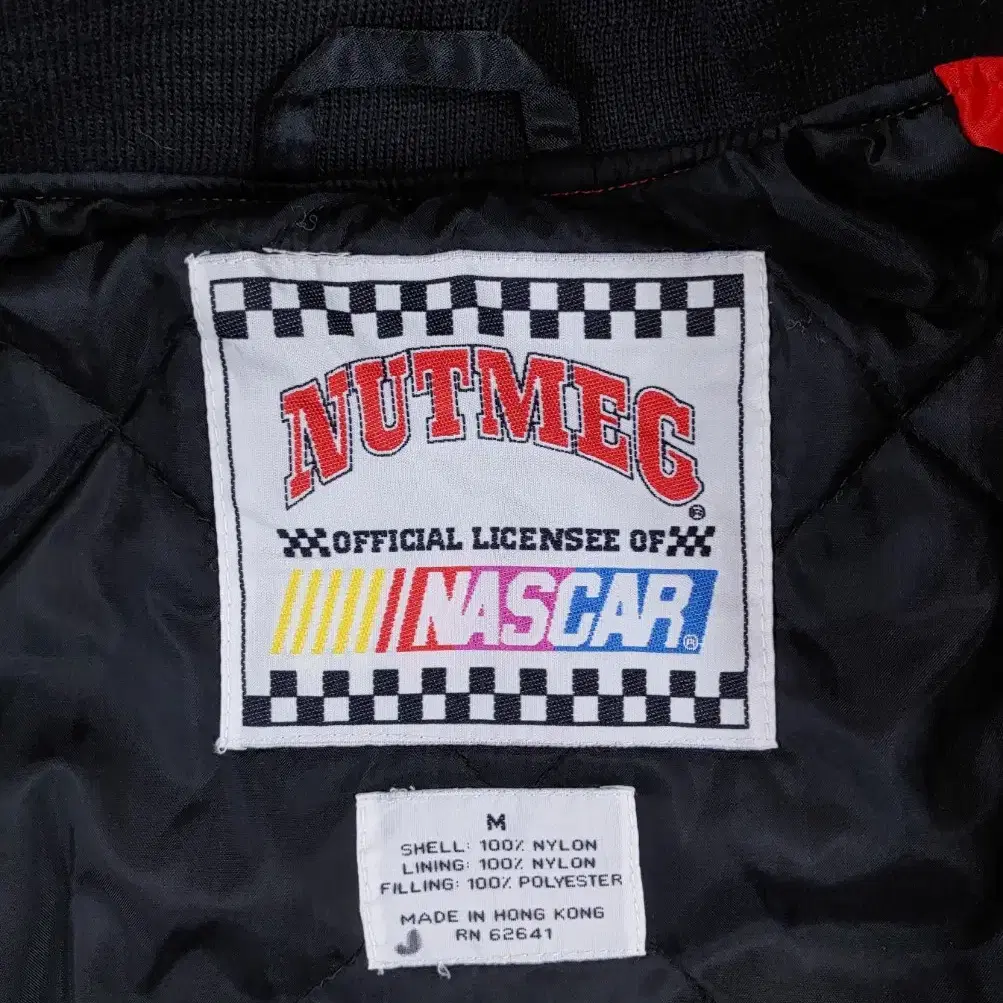 NUTMEG®
OFFICIAL LICENSEE OF
NASCAR®
M
SHELL: 100% NYLON
LINING: 100% NYLON
FILLING: 100% POLYESTER
MADE IN HONG KONG
RN 62641